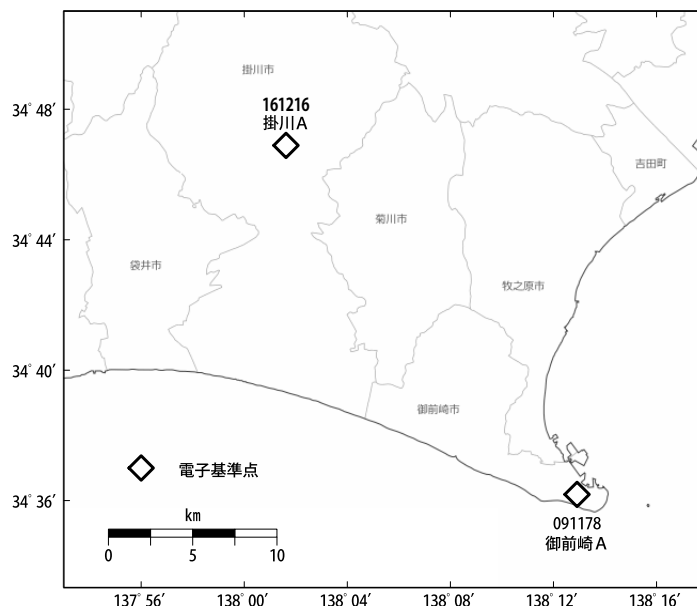 掛川市
34° 48′
161216
掛川A
吉田町
菊川市
34° 44′
袋井市
牧之原市
34° 40′
御前崎市
電子基準点
34° 36′
km
091178
御前崎A
0 5 10
137° 56′ 138° 00′ 138° 04′ 138° 08′ 138° 12′ 138° 16′